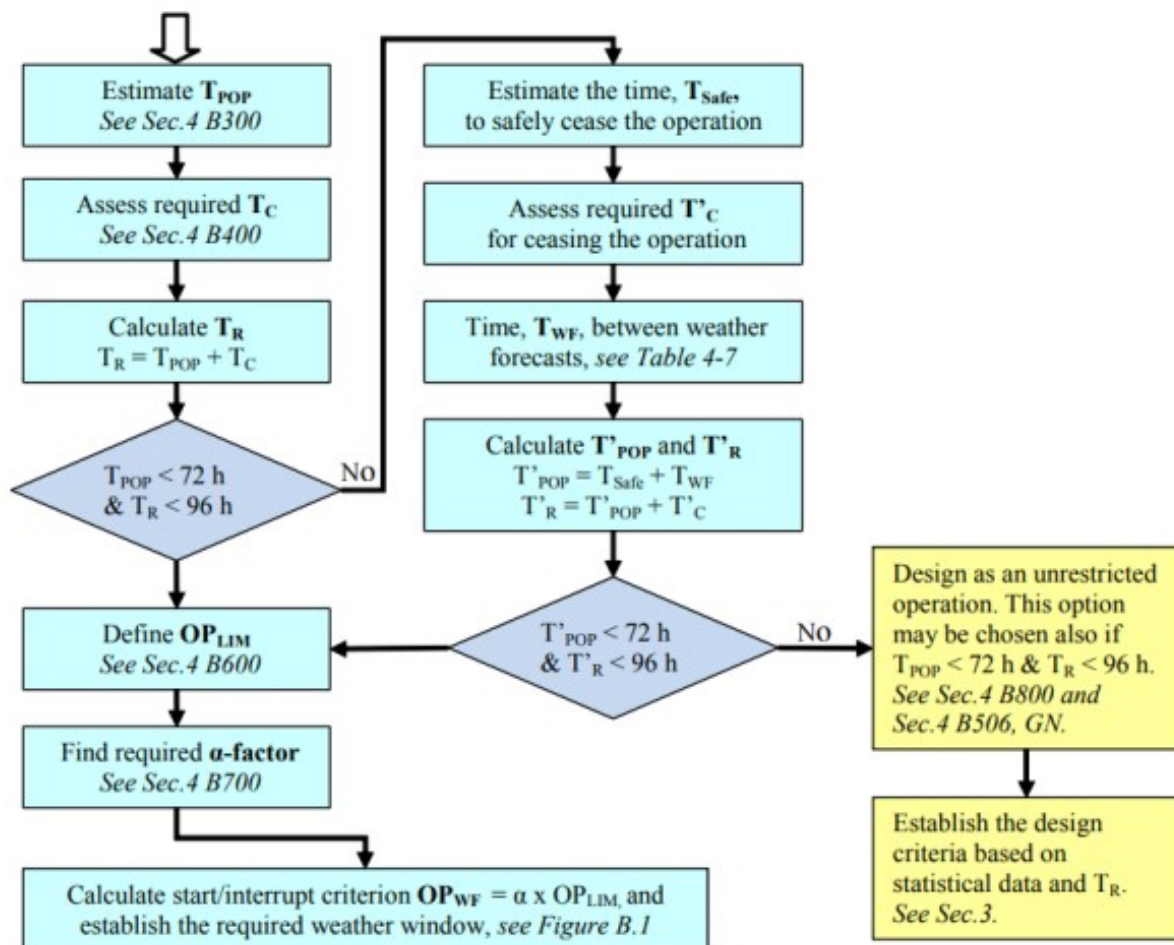 Estimate T_POP
See Sec.4 B300
Assess required T_C
See Sec.4 B400
Calculate T_R
T_R = T_POP + T_C
T_POP < 72 h
& T_R < 96 h
No
Estimate the time, T_Safe,
to safely cease the operation
Assess required T'_C
for ceasing the operation
Time, T_WF, between weather
forecasts, see Table 4-7
Calculate T'_POP and T'_R
T'_POP = T_Safe + T_WF
T'_R = T'_POP + T'_C
T'_POP < 72 h
& T'_R < 96 h
No
Define OP_LIM
See Sec.4 B600
Find required α-factor
See Sec.4 B700
Calculate start/interrupt criterion OP_WF = α x OP_LIM, and
establish the required weather window, see Figure B.1
Design as an unrestricted
operation. This option
may be chosen also if
T_POP < 72 h & T_R < 96 h.
See Sec.4 B800 and
Sec.4 B506, GN.
Establish the design
criteria based on
statistical data and T_R.
See Sec.3.